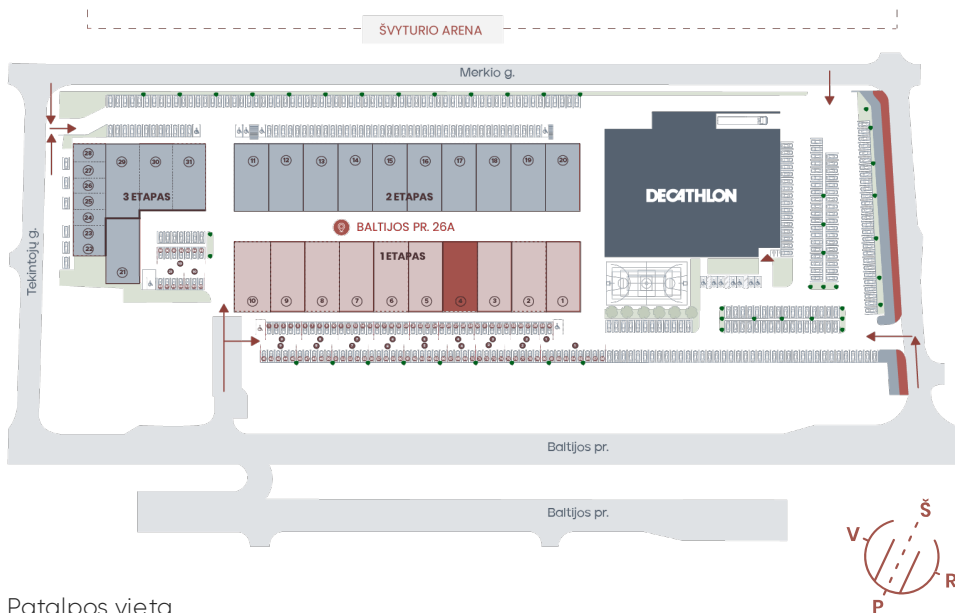 ŠVYTURIO ARENA
Merkio g.
28
27
26
25
24
23
22
29
30
31
3 ETAPAS
21
11
12
13
14
15
16
17
18
19
20
2 ETAPAS
DECATHLON
BALTIJOS PR. 26A
1 ETAPAS
10
9
8
7
6
5
4
3
2
1
Tekintojų g.
Baltijos pr.
Baltijos pr.
Š
V
R
P
Patalpos vieta